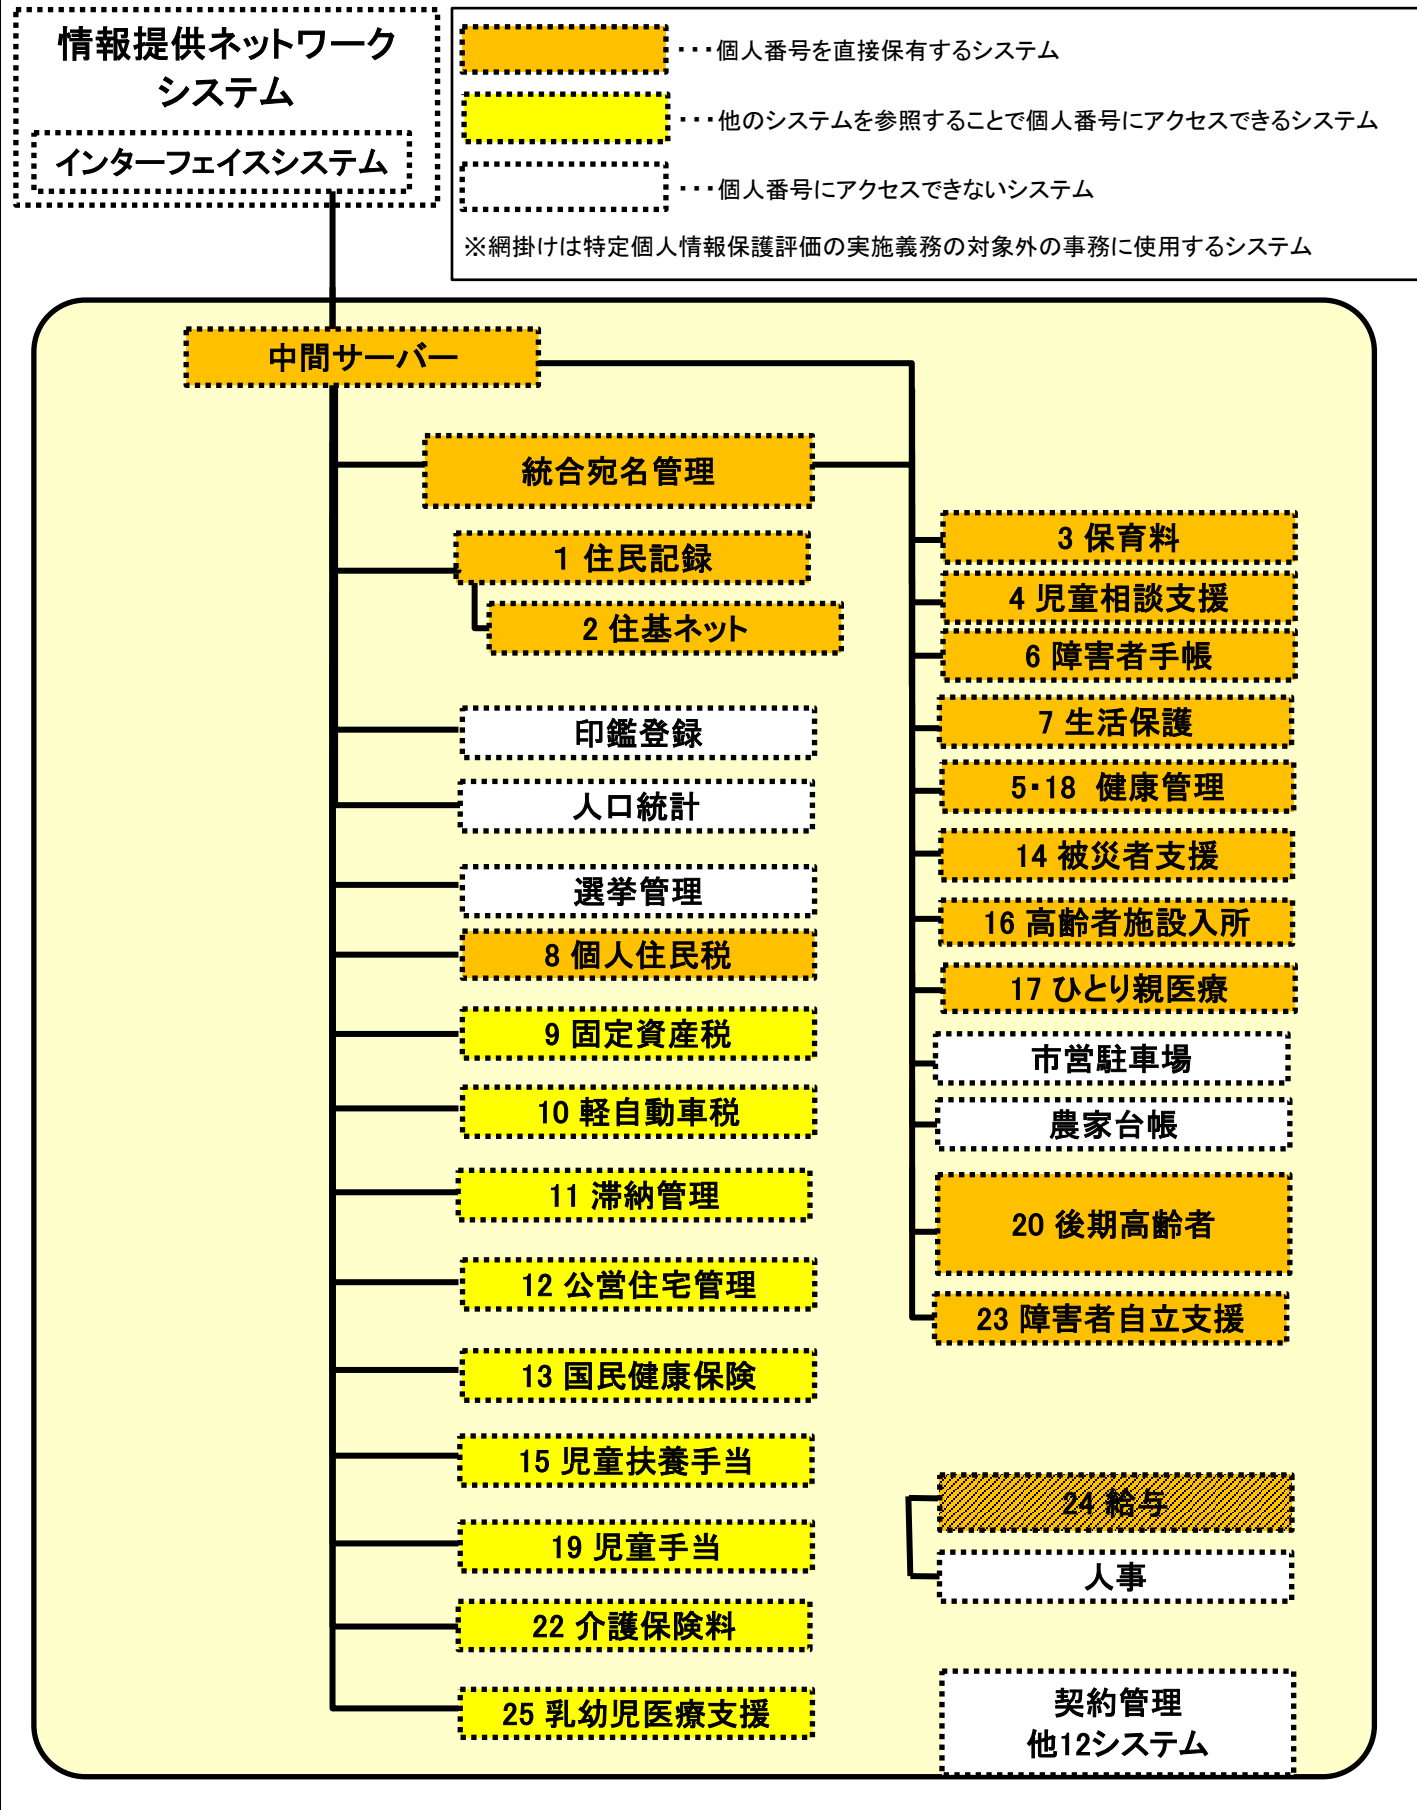 情報提供ネットワーク
システム
インターフェイスシステム
・・・個人番号を直接保有するシステム
・・・他のシステムを参照することで個人番号にアクセスできるシステム
・・・個人番号にアクセスできないシステム
※網掛けは特定個人情報保護評価の実施義務の対象外の事務に使用するシステム
中間サーバー
統合宛名管理
1 住民記録
2 住基ネット
印鑑登録
人口統計
選挙管理
8 個人住民税
9 固定資産税
10 軽自動車税
11 滞納管理
12 公営住宅管理
13 国民健康保険
15 児童扶養手当
19 児童手当
22 介護保険料
25 乳幼児医療支援
3 保育料
4 児童相談支援
6 障害者手帳
7 生活保護
5・18 健康管理
14 被災者支援
16 高齢者施設入所
17 ひとり親医療
市営駐車場
農家台帳
20 後期高齢者
23 障害者自立支援
24 給与
人事
契約管理
他12システム